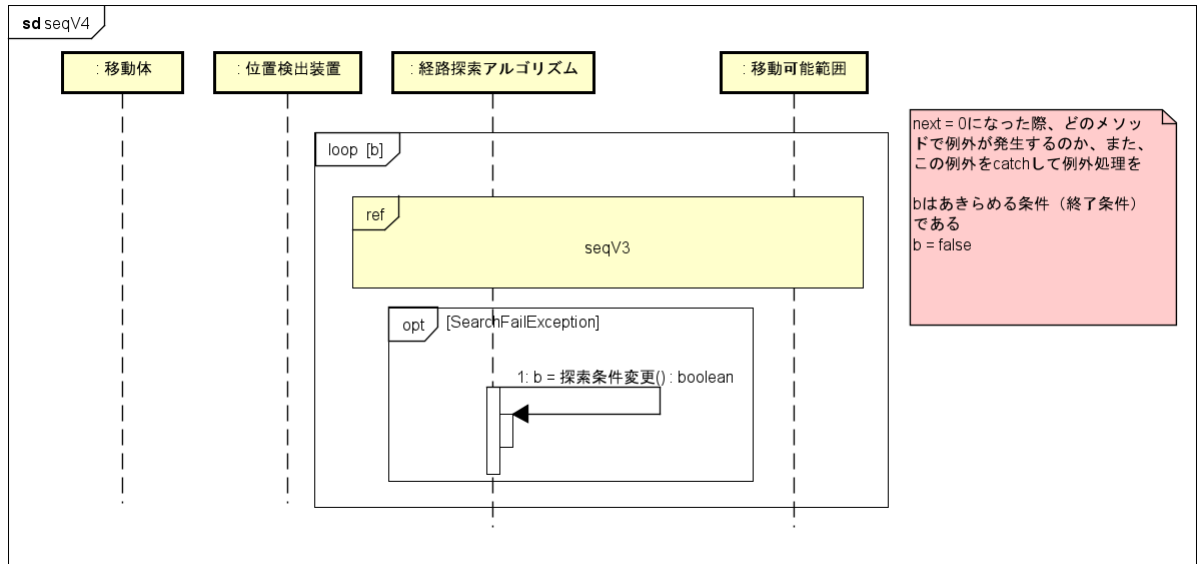 sd seqV4
: 移動体
: 位置検出装置
: 経路探索アルゴリズム
: 移動可能範囲
loop [b]
next = 0になった際、どのメソッ
ドで例外が発生するのか、また、
この例外をcatchして例外処理を
bはあきらめる条件（終了条件）
である
b = false
ref
seqV3
opt [SearchFailException]
1: b = 探索条件変更() : boolean